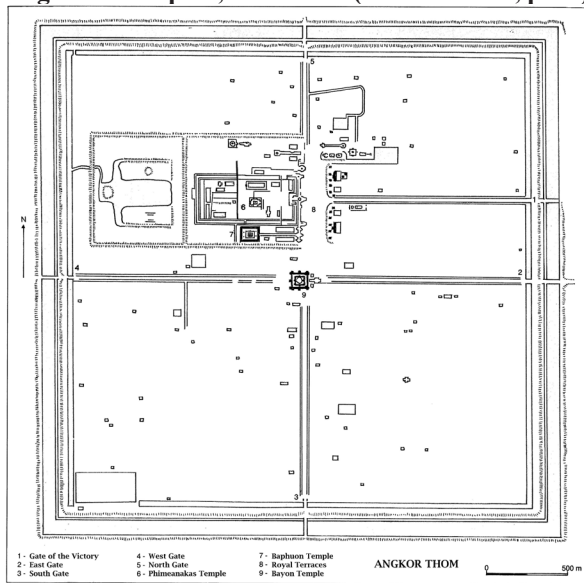 N
5
1
6
8
7
4
2
9
3
1 - Gate of the Victory
2 - East Gate
3 - South Gate
4 - West Gate
5 - North Gate
6 - Phimeanakas Temple
7 - Baphuon Temple
8 - Royal Terraces
9 - Bayon Temple
ANGKOR THOM
0 500 m